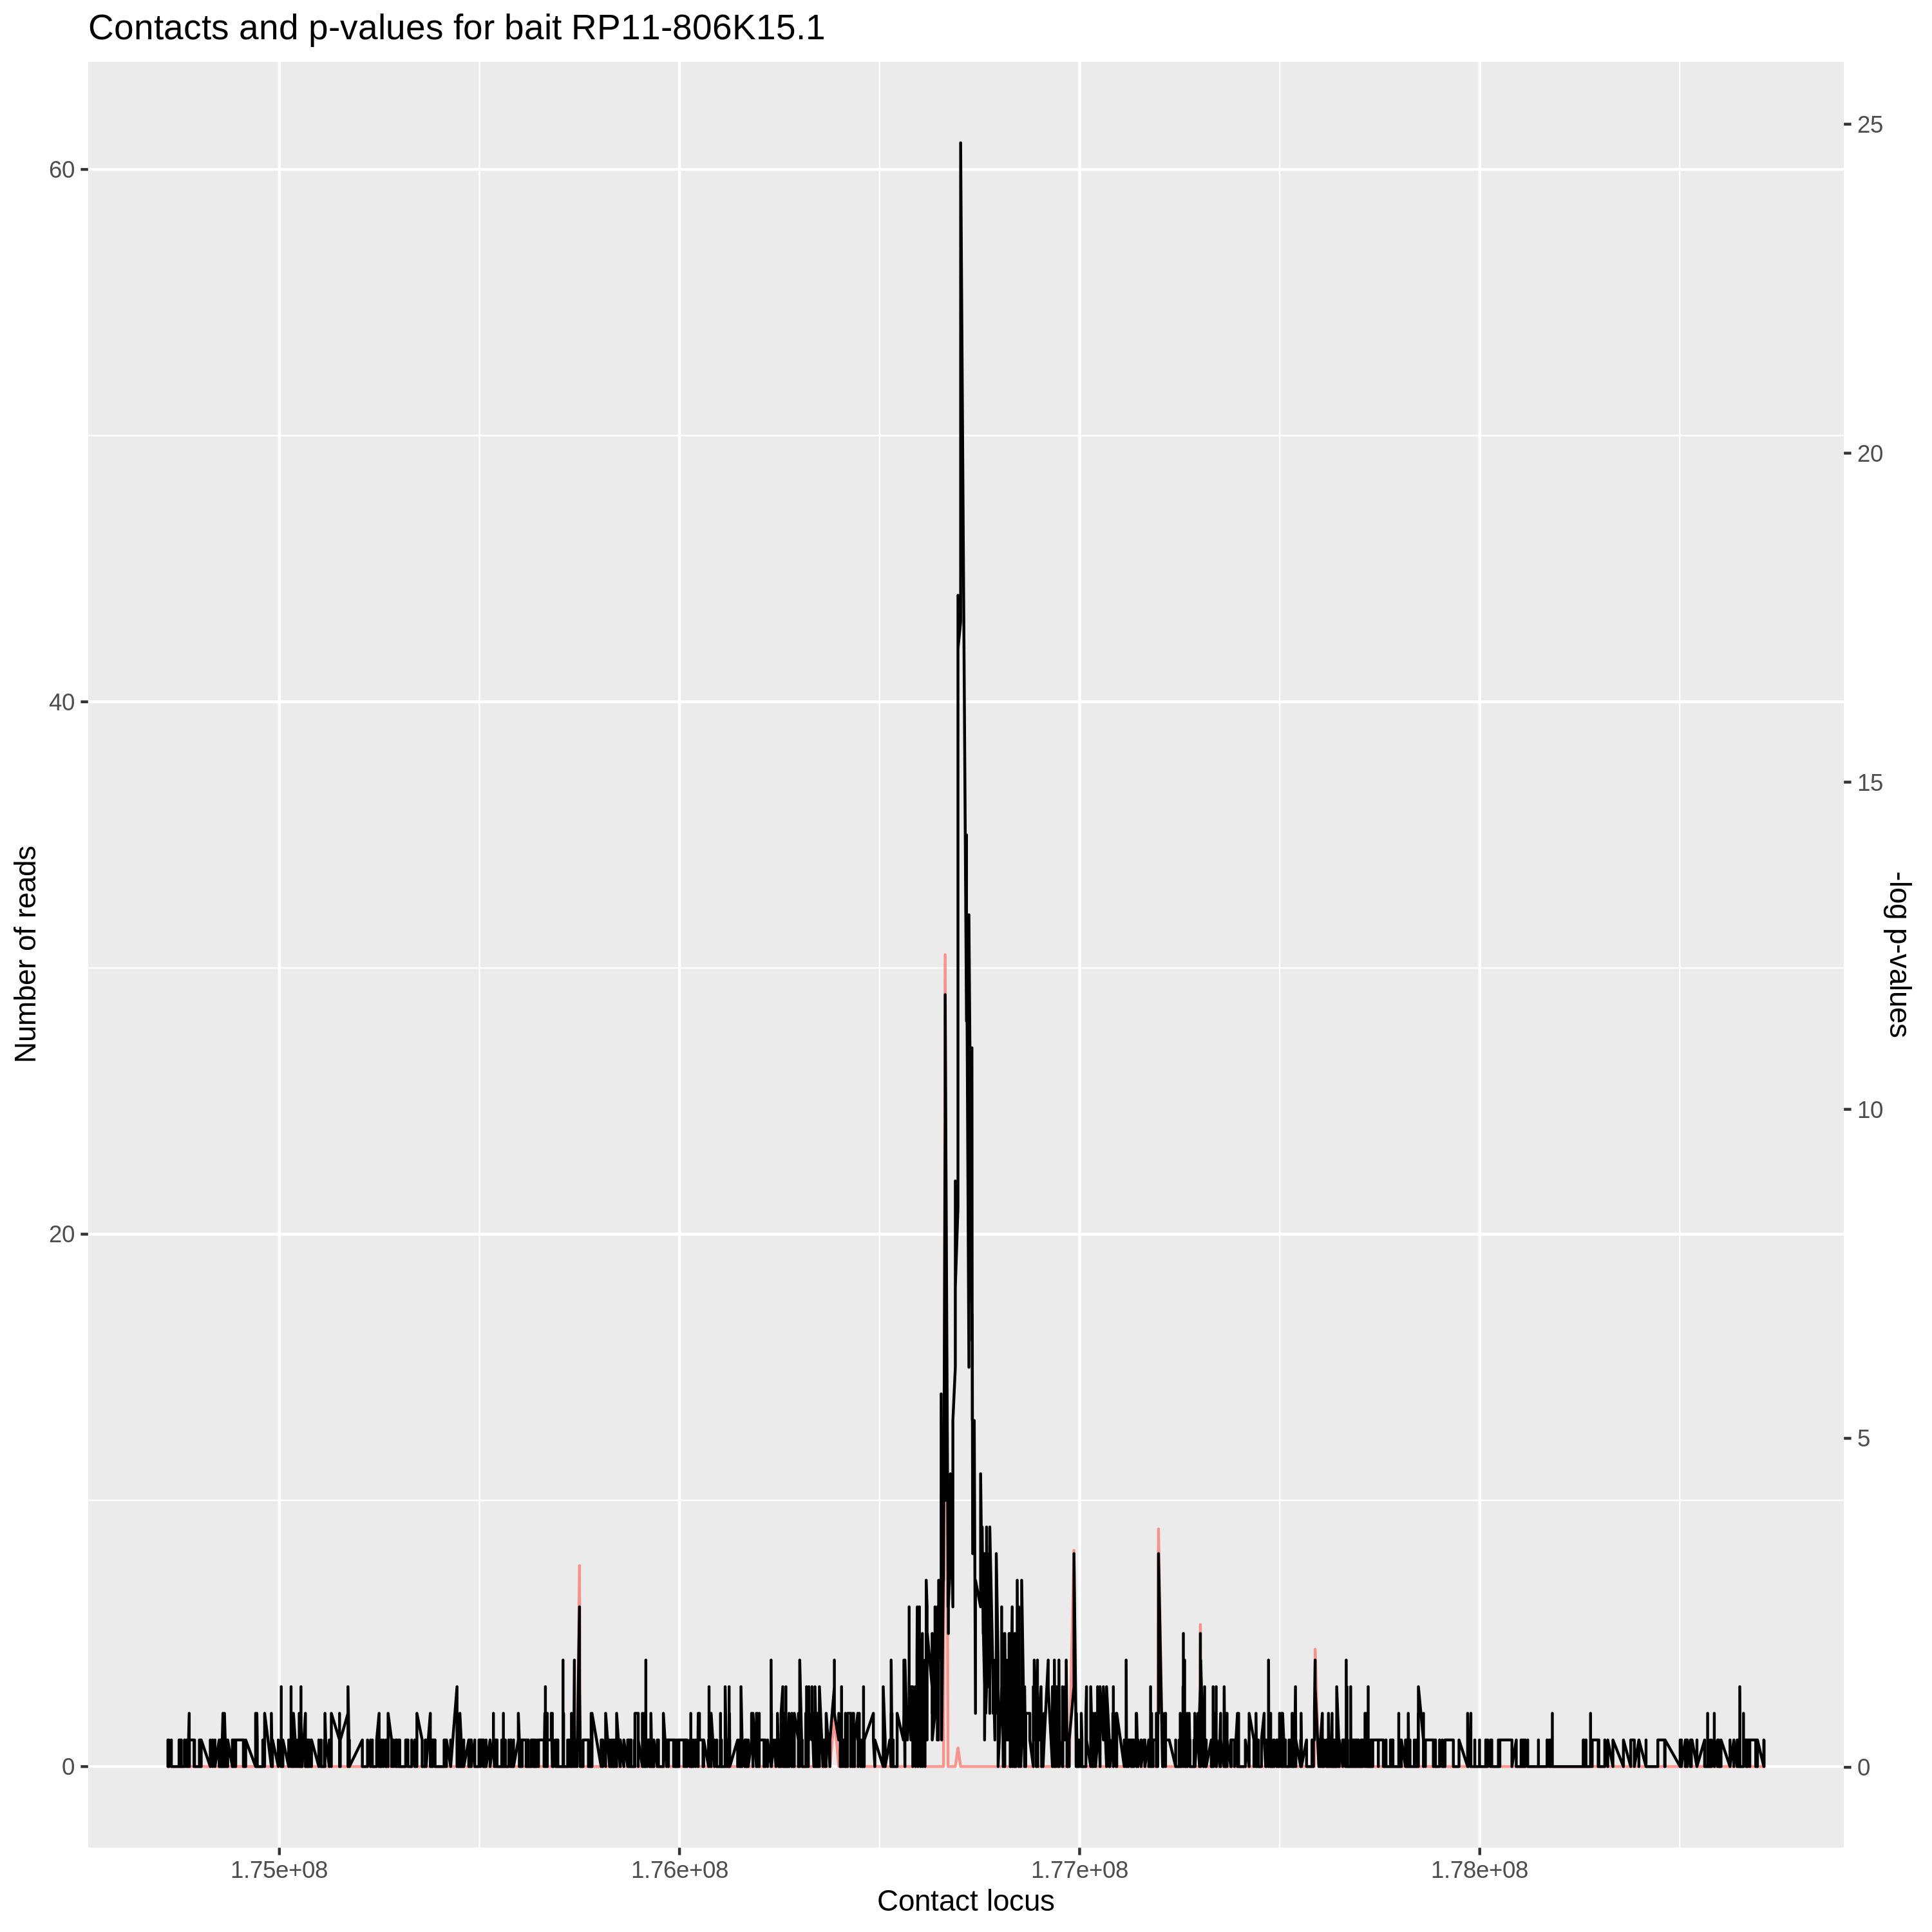 Contacts and p-values for bait RP11-806K15.1
60
40
20
0
Number of reads
25
20
15
10
5
0
-log p-values
1.75e+08
1.76e+08
1.77e+08
1.78e+08
Contact locus